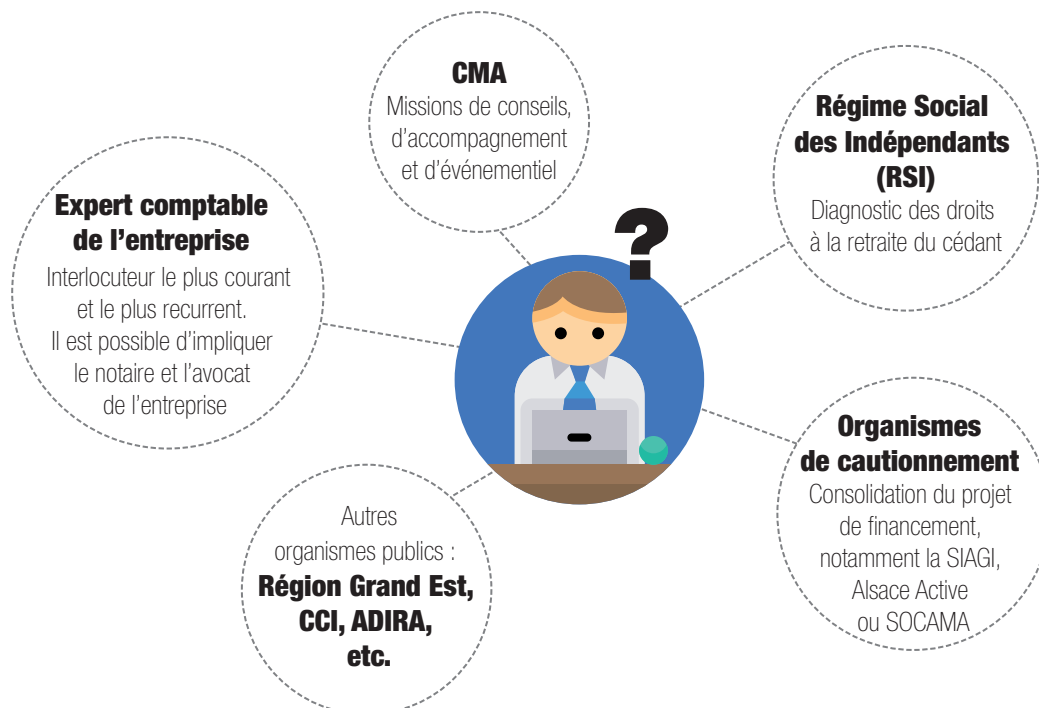 CMA
Missions de conseils,
d’accompagnement
et d’événementiel
Régime Social
des Indépendants
(RSI)
Diagnostic des droits
à la retraite du cédant
Expert comptable
de l’entreprise
Interlocuteur le plus courant
et le plus recurrent.
Il est possible d’impliquer
le notaire et l’avocat
de l’entreprise
?
Organismes
de cautionnement
Consolidation du projet
de financement,
notamment la SIAGI,
Alsace Active
ou SOCAMA
Autres
organismes publics :
Région Grand Est,
CCI, ADIRA,
etc.